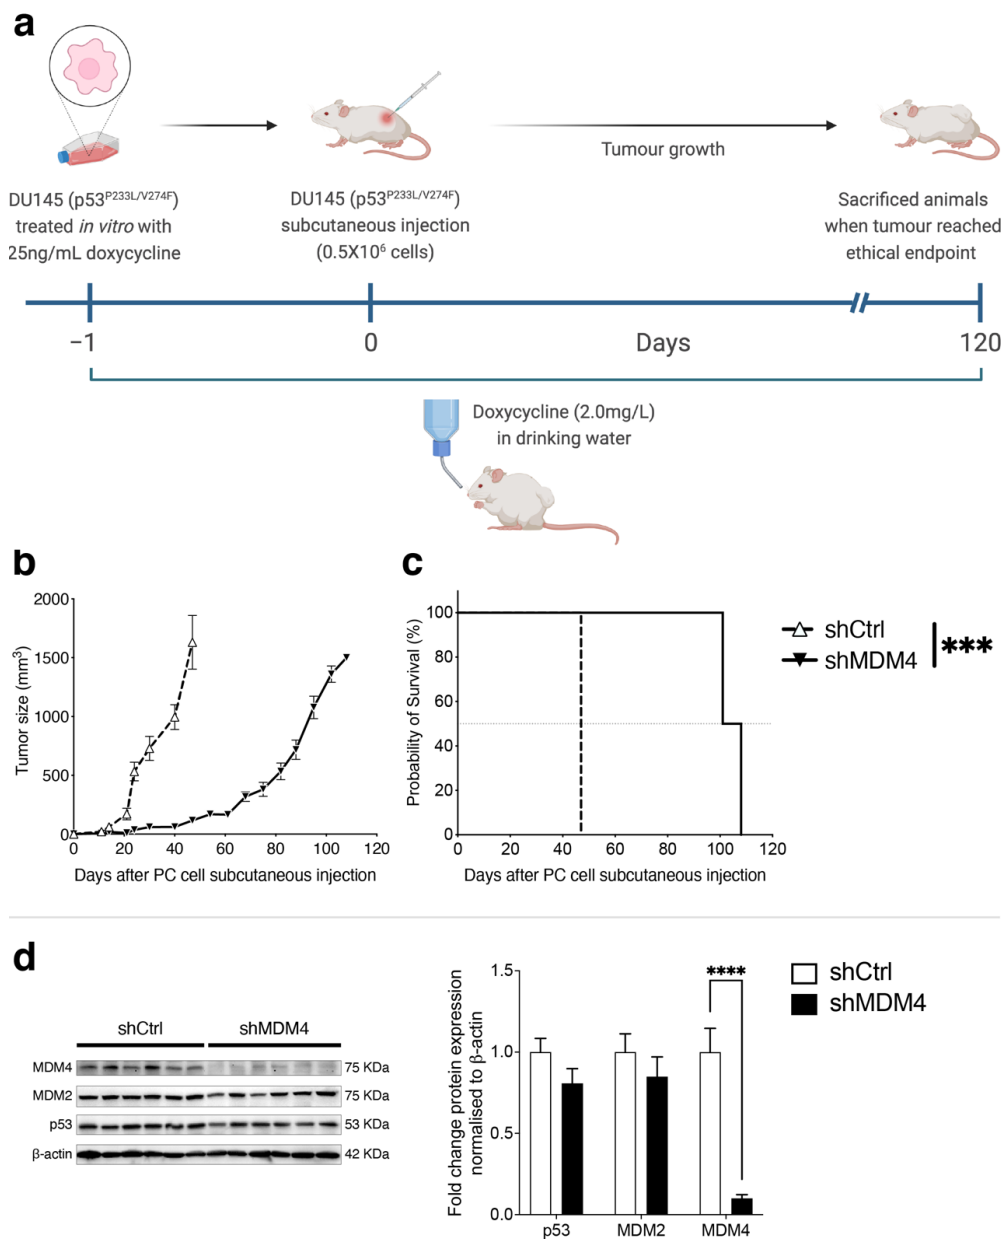 a
DU145 (p53P233L/V274F)
treated in vitro with
25ng/mL doxycycline
DU145 (p53P233L/V274F)
subcutaneous injection
(0.5X10⁶ cells)
Tumour growth
Sacrificed animals
when tumour reached
ethical endpoint
−1
0
Days
120
Doxycycline (2.0mg/L)
in drinking water
b
Tumor size (mm³)
2000
1500
1000
500
0
0 20 40 60 80 100 120
Days after PC cell subcutaneous injection
c
Probability of Survival (%)
100
80
60
40
20
0
0 20 40 60 80 100 120
Days after PC cell subcutaneous injection
shCtrl
shMDM4
***
d
shCtrl shMDM4
MDM4 75 KDa
MDM2 75 KDa
p53 53 KDa
β-actin 42 KDa
Fold change protein expression
normalised to β-actin
1.5
1.0
0.5
0.0
****
p53 MDM2 MDM4
shCtrl
shMDM4